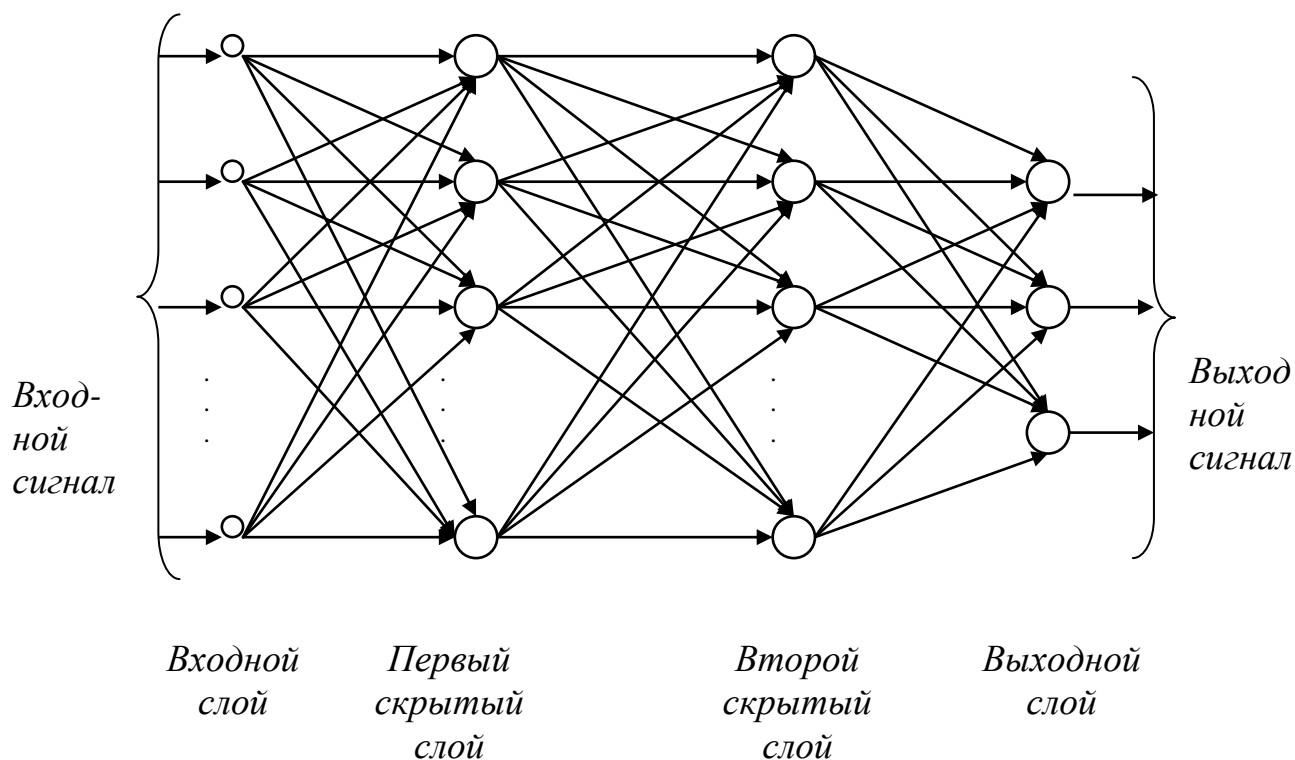 Вход-
ной
сигнал
Выход
ной
сигнал
Входной
слой
Первый
скрытый
слой
Второй
скрытый
слой
Выходной
слой